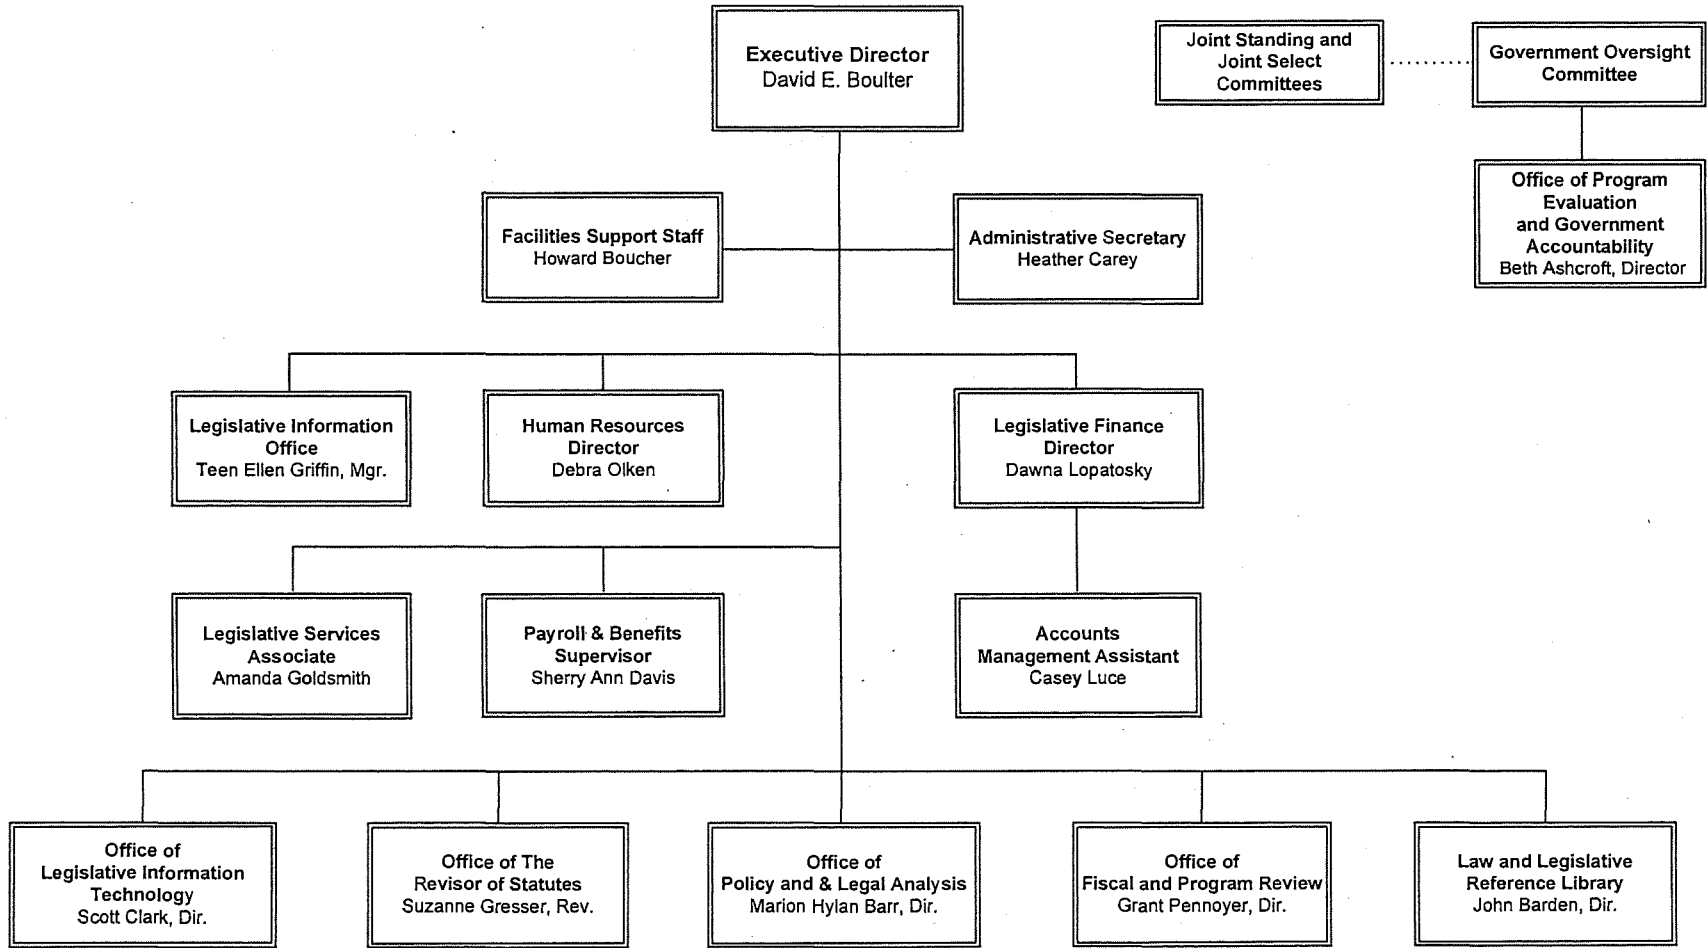 Executive Director
David E. Boulter
Joint Standing and
Joint Select
Committees
Government Oversight
Committee
Office of Program
Evaluation
and Government
Accountability
Beth Ashcroft, Director
Facilities Support Staff
Howard Boucher
Administrative Secretary
Heather Carey
Legislative Information
Office
Teen Ellen Griffin, Mgr.
Human Resources
Director
Debra Olken
Legislative Finance
Director
Dawna Lopatosky
Legislative Services
Associate
Amanda Goldsmith
Payroll & Benefits
Supervisor
Sherry Ann Davis
Accounts
Management Assistant
Casey Luce
Office of
Legislative Information
Technology
Scott Clark, Dir.
Office of The
Revisor of Statutes
Suzanne Gresser, Rev.
Office of
Policy and & Legal Analysis
Marion Hylan Barr, Dir.
Office of
Fiscal and Program Review
Grant Pennoyer, Dir.
Law and Legislative
Reference Library
John Barden, Dir.